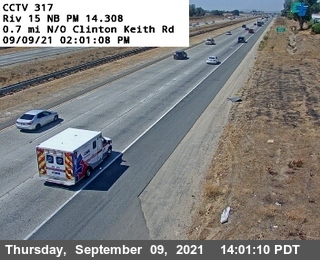 CCTV 317
Riv 15 NB PM 14.308
0.7 mi N/O Clinton Keith Rd
09/09/21 02:01:08 PM
Thursday, September 09, 2021 14:01:10 PDT